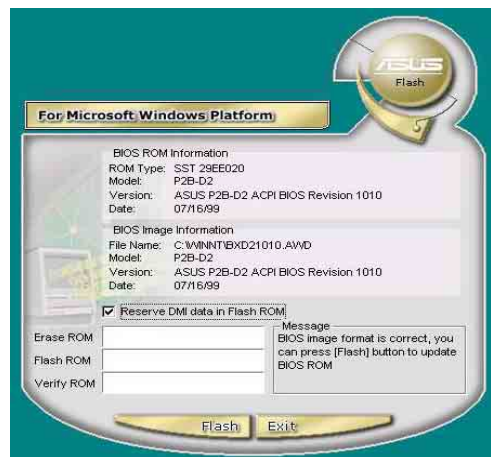 ASUS
Flash
For Microsoft Windows Platform
BIOS ROM Information
ROM Type: SST 29EE020
Model: P2B-D2
Version: ASUS P2B-D2 ACPI BIOS Revision 1010
Date: 07/16/99
BIOS Image Information
File Name: C:\WINNT\BXD21010.AWD
Model: P2B-D2
Version: ASUS P2B-D2 ACPI BIOS Revision 1010
Date: 07/16/99
Reserve DMI data in Flash ROM
Erase ROM
Flash ROM
Verify ROM
Message
BIOS image format is correct, you
can press [Flash] button to update
BIOS ROM
Flash Exit